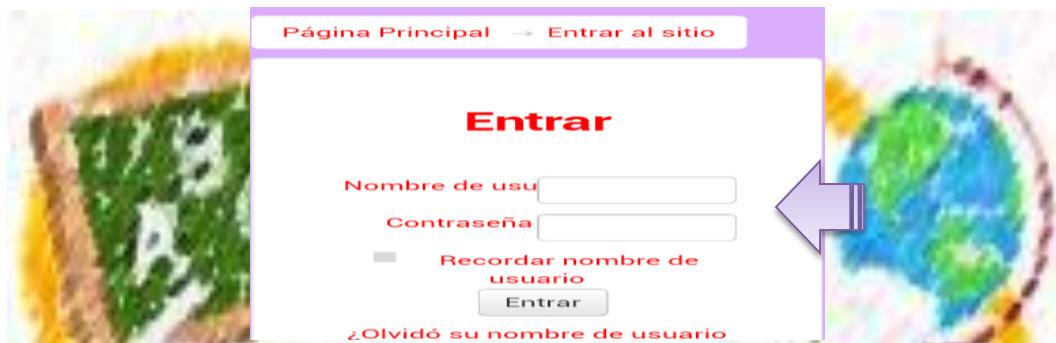 Página Principal → Entrar al sitio
Entrar
Nombre de usu
Contraseña
Recordar nombre de
usuario
Entrar
¿Olvidó su nombre de usuario